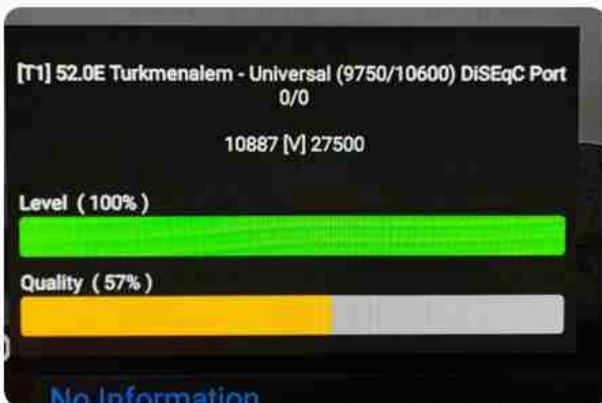 [T1] 52.0E Turkmenalem - Universal (9750/10600) DiSEqC Port
0/0
10887 [V] 27500
Level ( 100% )
Quality ( 57% )
No Information